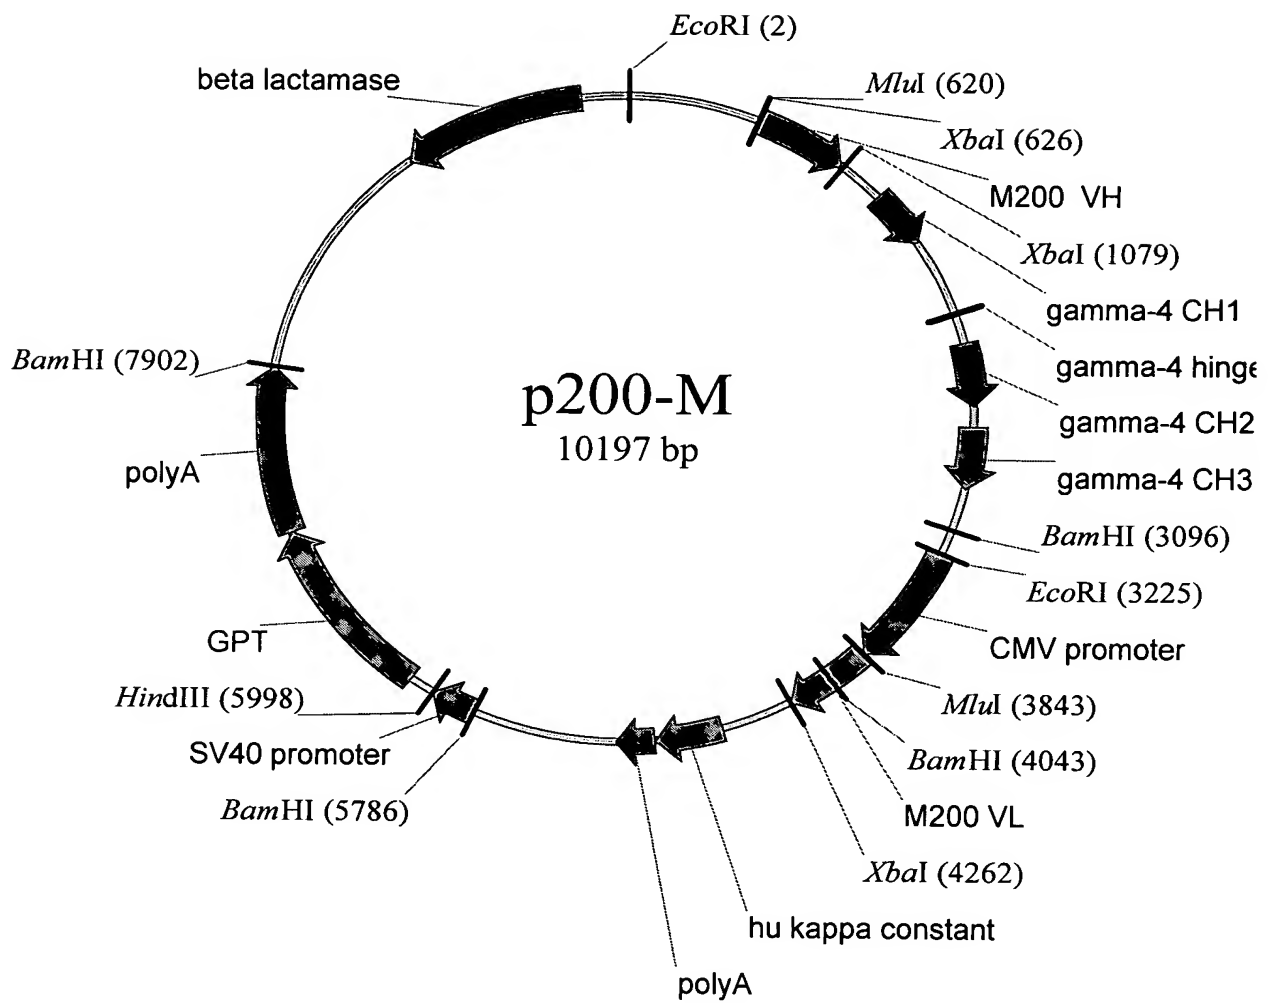 EcoRI (2)
beta lactamase
MluI (620)
XbaI (626)
M200 VH
XbaI (1079)
gamma-4 CH1
gamma-4 hinge
gamma-4 CH2
gamma-4 CH3
BamHI (3096)
EcoRI (3225)
CMV promoter
MluI (3843)
BamHI (4043)
M200 VL
XbaI (4262)
hu kappa constant
polyA
BamHI (5786)
SV40 promoter
HindIII (5998)
GPT
polyA
BamHI (7902)
p200-M
10197 bp